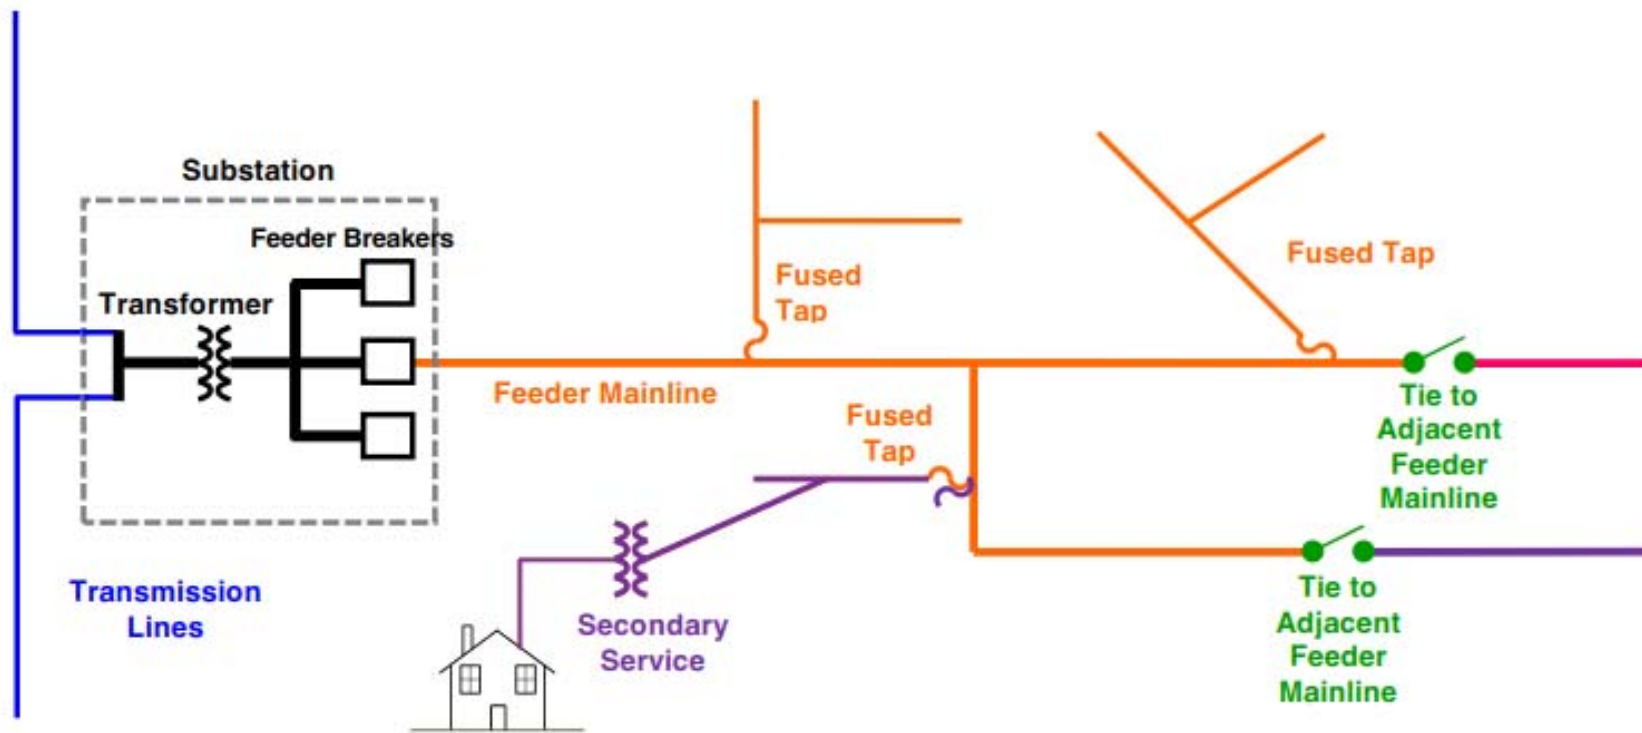 Substation
Feeder Breakers
Transformer
Fused
Tap
Fused Tap
Feeder Mainline
Fused
Tap
Tie to
Adjacent
Feeder
Mainline
Transmission
Lines
Secondary
Service
Tie to
Adjacent
Feeder
Mainline